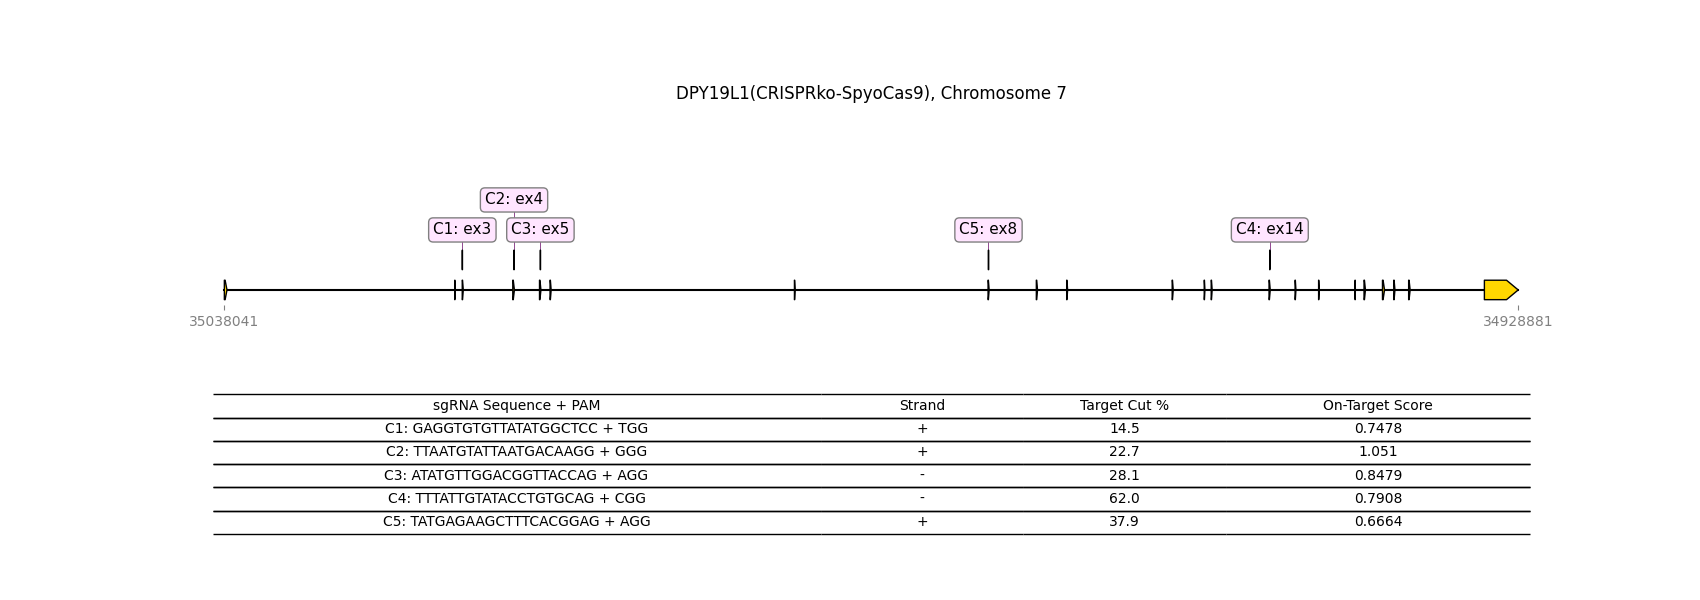 DPY19L1(CRISPRko-SpyoCas9), Chromosome 7
C2: ex4
C1: ex3 C3: ex5 C5: ex8 C4: ex14
35038041 34928881
sgRNA Sequence + PAM Strand Target Cut % On-Target Score
C1: GAGGTGTGTTATATGGCTCC + TGG + 14.5 0.7478
C2: TTAATGTATTAATGACAAGG + GGG + 22.7 1.051
C3: ATATGTTGGACGGTTACCAG + AGG - 28.1 0.8479
C4: TTTATTGTATACCTGTGCAG + CGG - 62.0 0.7908
C5: TATGAGAAGCTTTCACGGAG + AGG + 37.9 0.6664